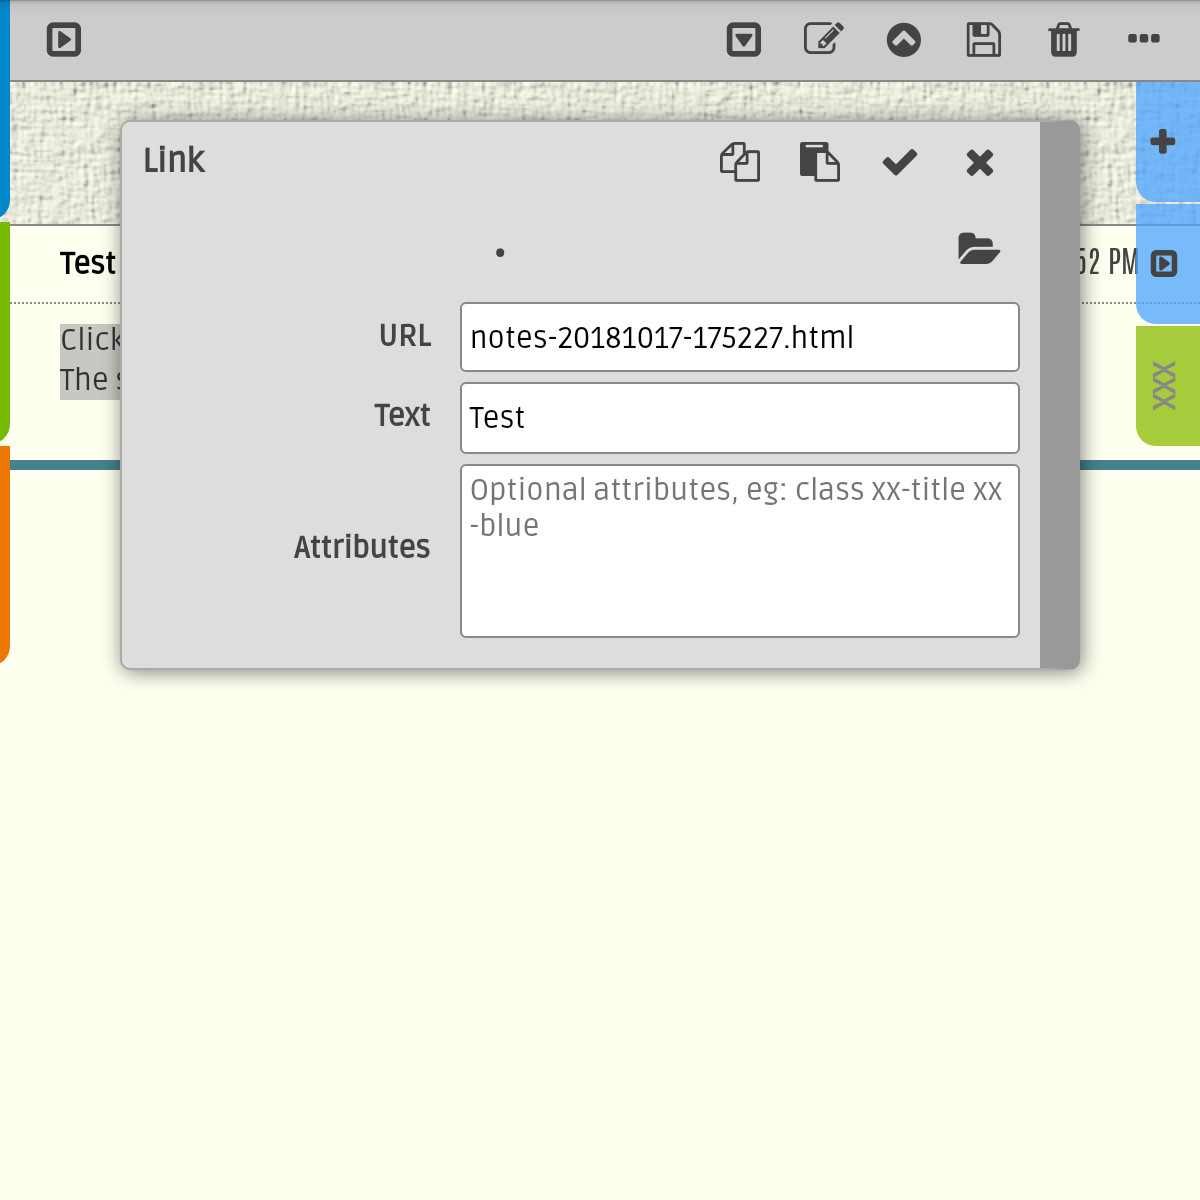 Link
Test
52 PM
URL
notes-20181017-175227.html
Click
The s
Text
Test
XXX
Attributes
Optional attributes, eg: class xx-title xx
-blue